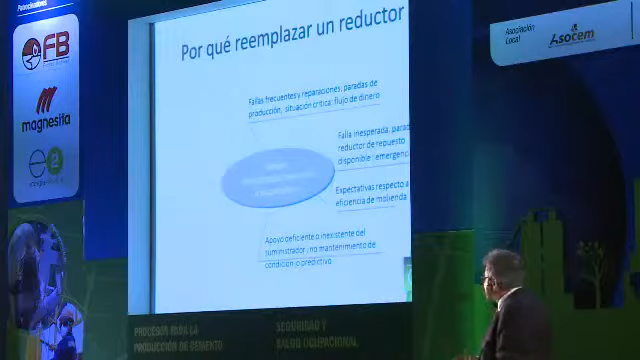 Patrocinadores
FB
magnesita
Por qué reemplazar un reductor
Fallas frecuentes y reparaciones: paradas de
producción, situación crítica: flujo de dinero
Falla inesperada: parad
reductor de repuesto
disponible: emergenc
Expectativas respecto a
eficiencia de molienda
Apoyo deficiente o inexistente del
suministrador, no mantenimiento de
condición o predictivo
Asociación
Local
Asocem
PROCESOS PARA LA
PRODUCCIÓN DE CEMENTO
SEGURIDAD Y
SALUD OCUPACIONAL